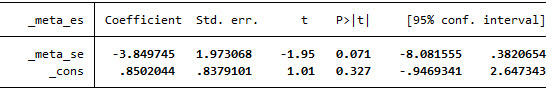 _meta_es Coefficient Std. err. t P>|t| [95% conf. interval]
_meta_se -3.849745 1.973068 -1.95 0.071 -8.081555 .3820654
_cons .8502044 .8379101 1.01 0.327 -.9469341 2.647343